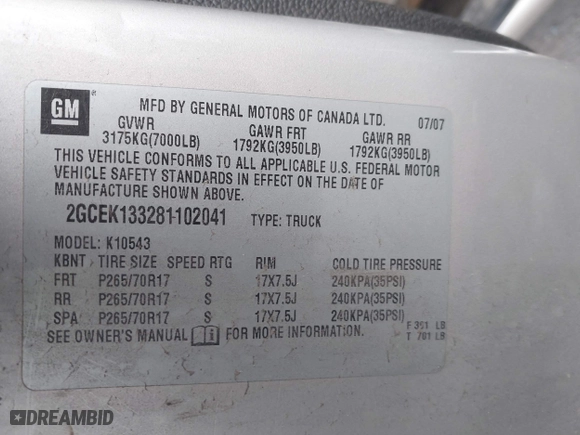 GM
MFD BY GENERAL MOTORS OF CANADA LTD. 07/07
GVWR GAWR FRT GAWR RR
3175KG(7000LB) 1792KG(3950LB) 1792KG(3950LB)
THIS VEHICLE CONFORMS TO ALL APPLICABLE U.S. FEDERAL MOTOR
VEHICLE SAFETY STANDARDS IN EFFECT ON THE DATE OF
MANUFACTURE SHOWN ABOVE.
2GCEK133281102041 TYPE: TRUCK
MODEL: K10543
KBNT TIRE SIZE SPEED RTG RIM COLD TIRE PRESSURE
FRT P265/70R17 S 17X7.5J 240KPA(35PSI)
RR P265/70R17 S 17X7.5J 240KPA(35PSI)
SPA P265/70R17 S 17X7.5J 240KPA(35PSI)
SEE OWNER'S MANUAL FOR MORE INFORMATION.
F 351 LB
T 701 LB
DREAMBID